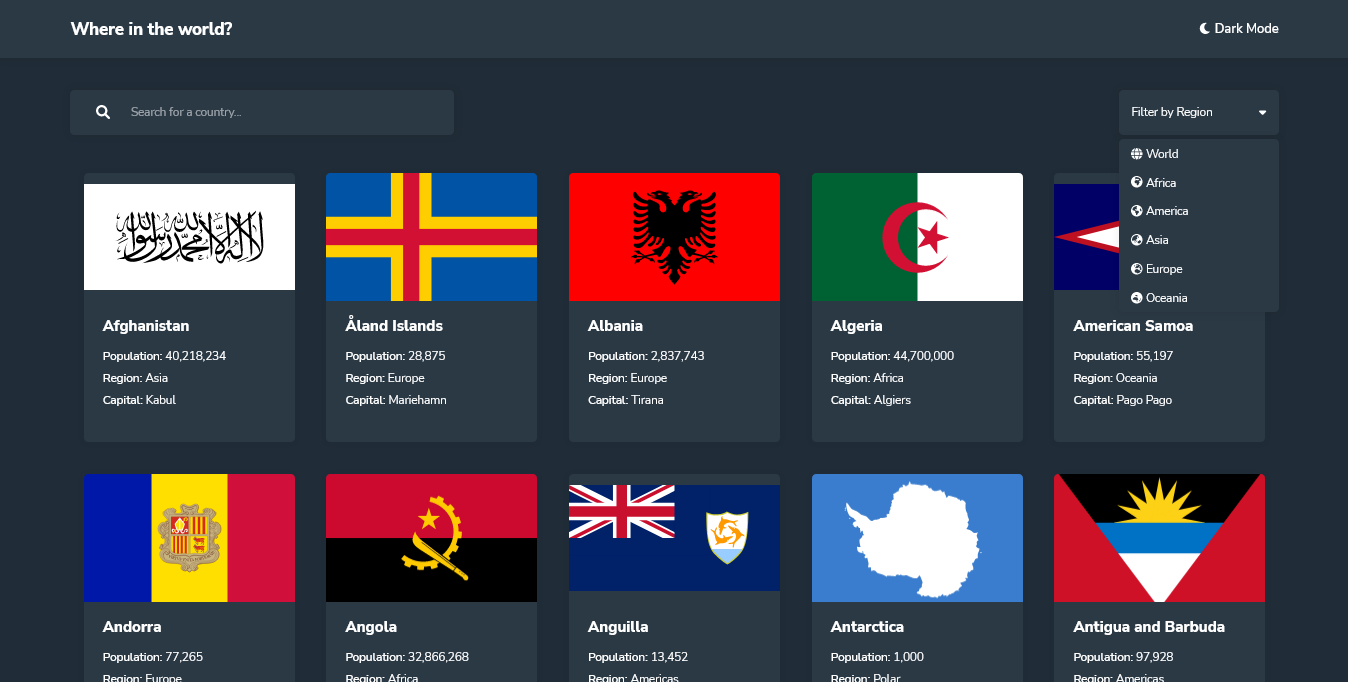 Where in the world?
Dark Mode
Search for a country...
Filter by Region
World
Africa
America
Asia
Europe
Oceania
لا إله إلا الله محمد رسول الله
Afghanistan
Population: 40,218,234
Region: Asia
Capital: Kabul
Åland Islands
Population: 28,875
Region: Europe
Capital: Mariehamn
Albania
Population: 2,837,743
Region: Europe
Capital: Tirana
Algeria
Population: 44,700,000
Region: Africa
Capital: Algiers
American Samoa
Population: 55,197
Region: Oceania
Capital: Pago Pago
Andorra
Population: 77,265
Region: Europe
Angola
Population: 32,866,268
Region: Africa
Anguilla
Population: 13,452
Region: Americas
Antarctica
Population: 1,000
Region: Polar
Antigua and Barbuda
Population: 97,928
Region: Americas